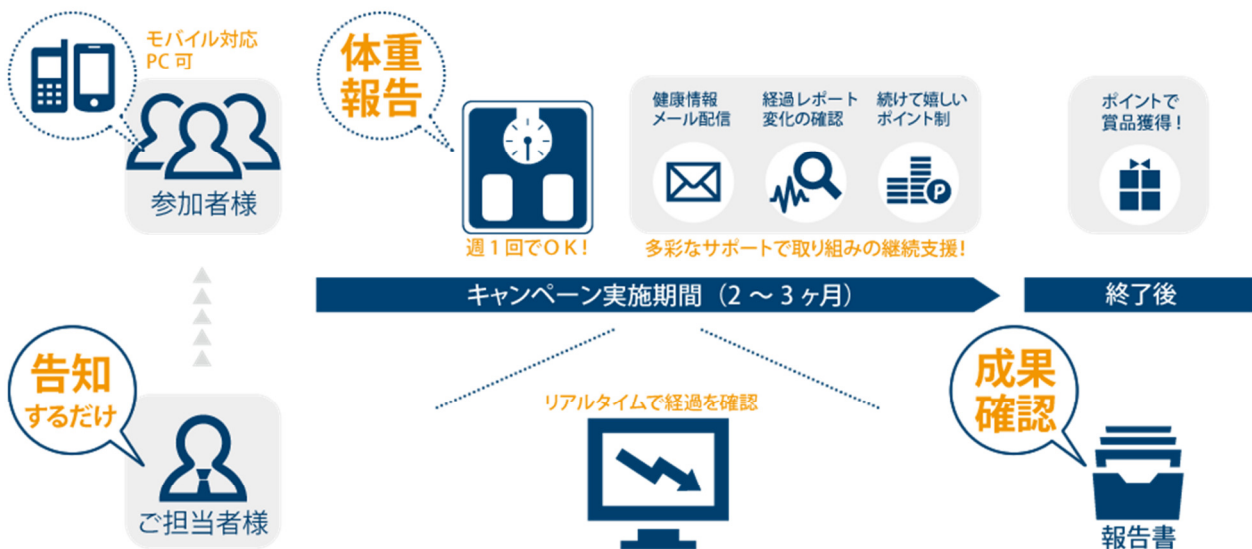 モバイル対応
PC 可
参加者様
体重
報告
週1回でOK!
健康情報
メール配信
経過レポート
変化の確認
続けて嬉しい
ポイント制
P
多彩なサポートで取り組みの継続支援!
ポイントで
賞品獲得!
キャンペーン実施期間(2～3ヶ月)
終了後
告知
するだけ
ご担当者様
リアルタイムで経過を確認
成果
確認
報告書